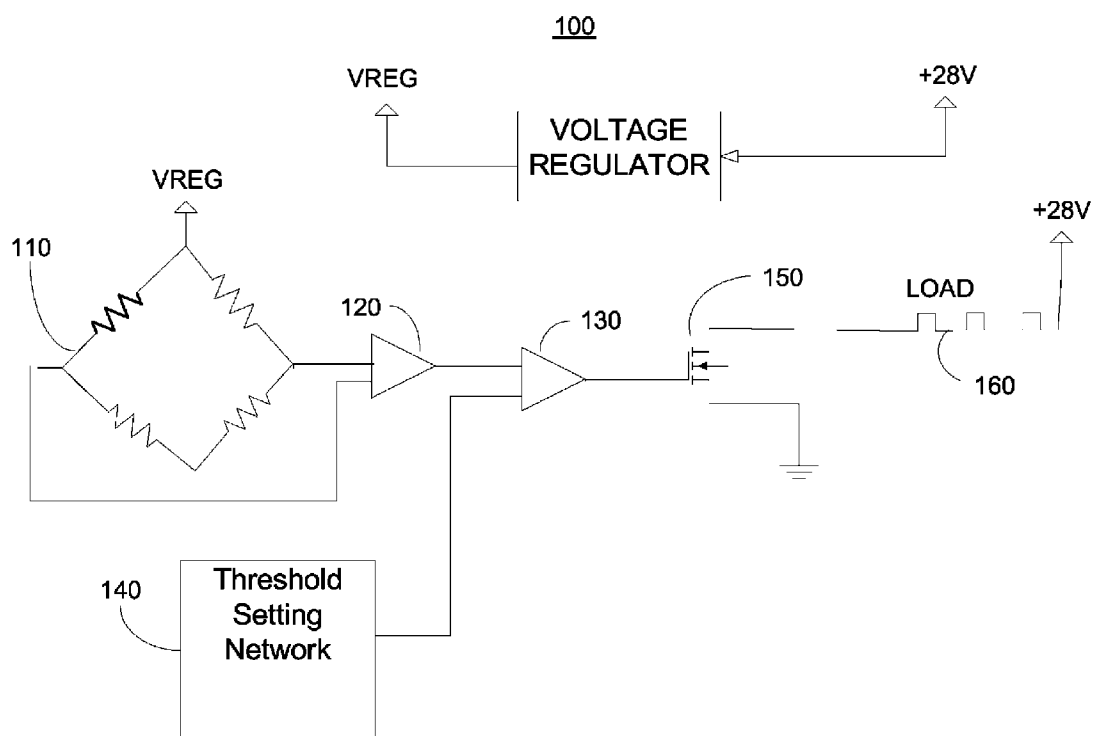 100
VREG
+28V
VOLTAGE
REGULATOR
VREG
+28V
110
150
LOAD
120
130
160
140
Threshold
Setting
Network